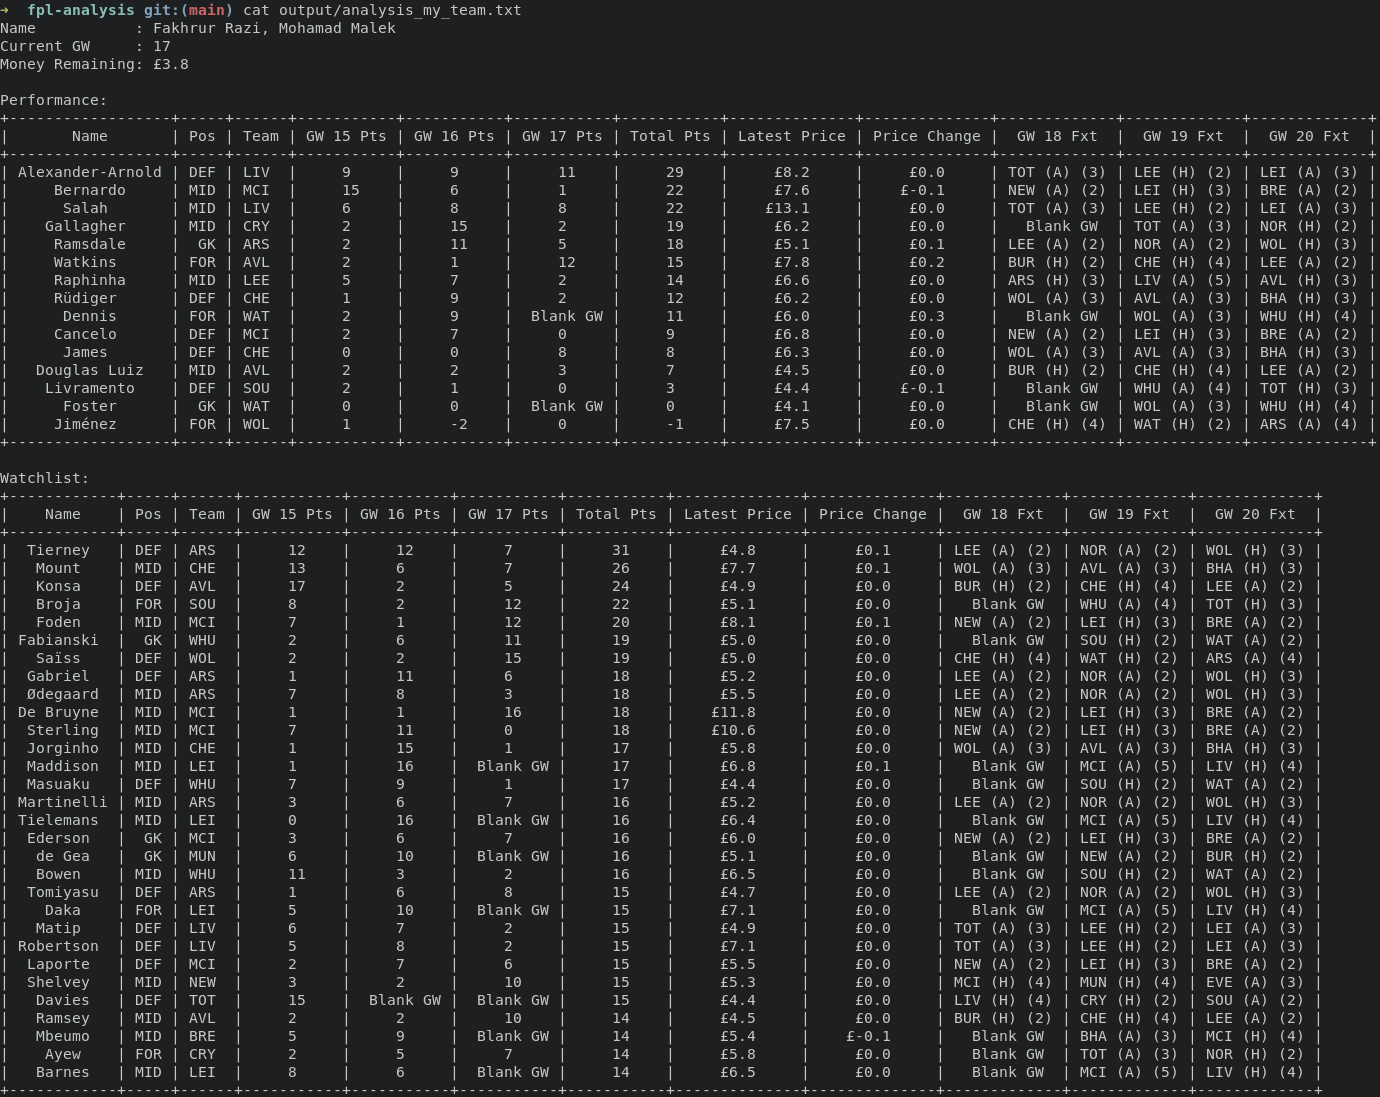 → fpl-analysis git:(main) cat output/analysis_my_team.txt
Name           : Fakhrur Razi, Mohamad Malek
Current GW     : 17
Money Remaining: £3.8
Performance:
+------------------+-----+------+-----------+-----------+-----------+-----------+--------------+--------------+-------------+-------------+-------------+
|       Name       | Pos | Team | GW 15 Pts | GW 16 Pts | GW 17 Pts | Total Pts | Latest Price | Price Change |  GW 18 Fxt  |  GW 19 Fxt  |  GW 20 Fxt  |
+------------------+-----+------+-----------+-----------+-----------+-----------+--------------+--------------+-------------+-------------+-------------+
| Alexander-Arnold | DEF | LIV  |     9     |     9     |     11    |     29    |     £8.2     |     £0.0     | TOT (A) (3) | LEE (H) (2) | LEI (A) (3) |
|     Bernardo     | MID | MCI  |     15    |     6     |     1     |     22    |     £7.6     |    £-0.1     | NEW (A) (2) | LEI (H) (3) | BRE (A) (2) |
|      Salah       | MID | LIV  |     6     |     8     |     8     |     22    |    £13.1     |     £0.0     | TOT (A) (3) | LEE (H) (2) | LEI (A) (3) |
|    Gallagher     | MID | CRY  |     2     |     15    |     2     |     19    |     £6.2     |     £0.0     |   Blank GW  | TOT (A) (3) | NOR (H) (2) |
|     Ramsdale     |  GK | ARS  |     2     |     11    |     5     |     18    |     £5.1     |     £0.1     | LEE (A) (2) | NOR (A) (2) | WOL (H) (3) |
|     Watkins      | FOR | AVL  |     2     |     1     |     12    |     15    |     £7.8     |     £0.2     | BUR (H) (2) | CHE (H) (4) | LEE (A) (2) |
|     Raphinha     | MID | LEE  |     5     |     7     |     2     |     14    |     £6.6     |     £0.0     | ARS (H) (3) | LIV (A) (5) | AVL (H) (3) |
|     Rüdiger      | DEF | CHE  |     1     |     9     |     2     |     12    |     £6.2     |     £0.0     | WOL (A) (3) | AVL (A) (3) | BHA (H) (3) |
|      Dennis      | FOR | WAT  |     2     |     9     |  Blank GW |     11    |     £6.0     |     £0.3     |   Blank GW  | WOL (A) (3) | WHU (H) (4) |
|     Cancelo      | DEF | MCI  |     2     |     7     |     0     |     9     |     £6.8     |     £0.0     | NEW (A) (2) | LEI (H) (3) | BRE (A) (2) |
|      James       | DEF | CHE  |     0     |     0     |     8     |     8     |     £6.3     |     £0.0     | WOL (A) (3) | AVL (A) (3) | BHA (H) (3) |
|   Douglas Luiz   | MID | AVL  |     2     |     2     |     3     |     7     |     £4.5     |     £0.0     | BUR (H) (2) | CHE (H) (4) | LEE (A) (2) |
|    Livramento    | DEF | SOU  |     2     |     1     |     0     |     3     |     £4.4     |    £-0.1     |   Blank GW  | WHU (A) (4) | TOT (H) (3) |
|      Foster      |  GK | WAT  |     0     |     0     |  Blank GW |     0     |     £4.1     |     £0.0     |   Blank GW  | WOL (A) (3) | WHU (H) (4) |
|     Jiménez      | FOR | WOL  |     1     |     -2    |     0     |     -1    |     £7.5     |     £0.0     | CHE (H) (4) | WAT (H) (2) | ARS (A) (4) |
+------------------+-----+------+-----------+-----------+-----------+-----------+--------------+--------------+-------------+-------------+-------------+
Watchlist:
+------------+-----+------+-----------+-----------+-----------+-----------+--------------+--------------+-------------+-------------+-------------+
|    Name    | Pos | Team | GW 15 Pts | GW 16 Pts | GW 17 Pts | Total Pts | Latest Price | Price Change |  GW 18 Fxt  |  GW 19 Fxt  |  GW 20 Fxt  |
+------------+-----+------+-----------+-----------+-----------+-----------+--------------+--------------+-------------+-------------+-------------+
|  Tierney   | DEF | ARS  |     12    |     12    |     7     |     31    |     £4.8     |     £0.1     | LEE (A) (2) | NOR (A) (2) | WOL (H) (3) |
|   Mount    | MID | CHE  |     13    |     6     |     7     |     26    |     £7.7     |     £0.1     | WOL (A) (3) | AVL (A) (3) | BHA (H) (3) |
|   Konsa    | DEF | AVL  |     17    |     2     |     5     |     24    |     £4.9     |     £0.0     | BUR (H) (2) | CHE (H) (4) | LEE (A) (2) |
|   Broja    | FOR | SOU  |     8     |     2     |     12    |     22    |     £5.1     |     £0.0     |   Blank GW  | WHU (A) (4) | TOT (H) (3) |
|   Foden    | MID | MCI  |     7     |     1     |     12    |     20    |     £8.1     |     £0.1     | NEW (A) (2) | LEI (H) (3) | BRE (A) (2) |
| Fabianski  |  GK | WHU  |     2     |     6     |     11    |     19    |     £5.0     |     £0.0     |   Blank GW  | SOU (H) (2) | WAT (A) (2) |
|   Saïss    | DEF | WOL  |     2     |     2     |     15    |     19    |     £5.0     |     £0.0     | CHE (H) (4) | WAT (H) (2) | ARS (A) (4) |
|  Gabriel   | DEF | ARS  |     1     |     11    |     6     |     18    |     £5.2     |     £0.0     | LEE (A) (2) | NOR (A) (2) | WOL (H) (3) |
|  Ødegaard  | MID | ARS  |     7     |     8     |     3     |     18    |     £5.5     |     £0.0     | LEE (A) (2) | NOR (A) (2) | WOL (H) (3) |
| De Bruyne  | MID | MCI  |     1     |     1     |     16    |     18    |    £11.8     |     £0.0     | NEW (A) (2) | LEI (H) (3) | BRE (A) (2) |
|  Sterling  | MID | MCI  |     7     |     11    |     0     |     18    |    £10.6     |     £0.0     | NEW (A) (2) | LEI (H) (3) | BRE (A) (2) |
|  Jorginho  | MID | CHE  |     1     |     15    |     1     |     17    |     £5.8     |     £0.0     | WOL (A) (3) | AVL (A) (3) | BHA (H) (3) |
|  Maddison  | MID | LEI  |     1     |     16    |  Blank GW |     17    |     £6.8     |     £0.1     |   Blank GW  | MCI (A) (5) | LIV (H) (4) |
|  Masuaku   | DEF | WHU  |     7     |     9     |     1     |     17    |     £4.4     |     £0.0     |   Blank GW  | SOU (H) (2) | WAT (A) (2) |
| Martinelli | MID | ARS  |     3     |     6     |     7     |     16    |     £5.2     |     £0.0     | LEE (A) (2) | NOR (A) (2) | WOL (H) (3) |
| Tielemans  | MID | LEI  |     0     |     16    |  Blank GW |     16    |     £6.4     |     £0.0     |   Blank GW  | MCI (A) (5) | LIV (H) (4) |
|  Ederson   |  GK | MCI  |     3     |     6     |     7     |     16    |     £6.0     |     £0.0     | NEW (A) (2) | LEI (H) (3) | BRE (A) (2) |
|   de Gea   |  GK | MUN  |     6     |     10    |  Blank GW |     16    |     £5.1     |     £0.0     |   Blank GW  | NEW (A) (2) | BUR (H) (2) |
|   Bowen    | MID | WHU  |     11    |     3     |     2     |     16    |     £6.5     |     £0.0     |   Blank GW  | SOU (H) (2) | WAT (A) (2) |
|  Tomiyasu  | DEF | ARS  |     1     |     6     |     8     |     15    |     £4.7     |     £0.0     | LEE (A) (2) | NOR (A) (2) | WOL (H) (3) |
|    Daka    | FOR | LEI  |     5     |     10    |  Blank GW |     15    |     £7.1     |     £0.0     |   Blank GW  | MCI (A) (5) | LIV (H) (4) |
|   Matip    | DEF | LIV  |     6     |     7     |     2     |     15    |     £4.9     |     £0.0     | TOT (A) (3) | LEE (H) (2) | LEI (A) (3) |
| Robertson  | DEF | LIV  |     5     |     8     |     2     |     15    |     £7.1     |     £0.0     | TOT (A) (3) | LEE (H) (2) | LEI (A) (3) |
|  Laporte   | DEF | MCI  |     2     |     7     |     6     |     15    |     £5.5     |     £0.0     | NEW (A) (2) | LEI (H) (3) | BRE (A) (2) |
|  Shelvey   | MID | NEW  |     3     |     2     |     10    |     15    |     £5.3     |     £0.0     | MCI (H) (4) | MUN (H) (4) | EVE (A) (3) |
|   Davies   | DEF | TOT  |     15    |  Blank GW |  Blank GW |     15    |     £4.4     |     £0.0     | LIV (H) (4) | CRY (H) (2) | SOU (A) (2) |
|   Ramsey   | MID | AVL  |     2     |     2     |     10    |     14    |     £4.5     |     £0.0     | BUR (H) (2) | CHE (H) (4) | LEE (A) (2) |
|   Mbeumo   | MID | BRE  |     5     |     9     |  Blank GW |     14    |     £5.4     |    £-0.1     |   Blank GW  | BHA (A) (3) | MCI (H) (4) |
|    Ayew    | FOR | CRY  |     2     |     5     |     7     |     14    |     £5.8     |     £0.0     |   Blank GW  | TOT (A) (3) | NOR (H) (2) |
|   Barnes   | MID | LEI  |     8     |     6     |  Blank GW |     14    |     £6.5     |     £0.0     |   Blank GW  | MCI (A) (5) | LIV (H) (4) |
+------------+-----+------+-----------+-----------+-----------+-----------+--------------+--------------+-------------+-------------+-------------+